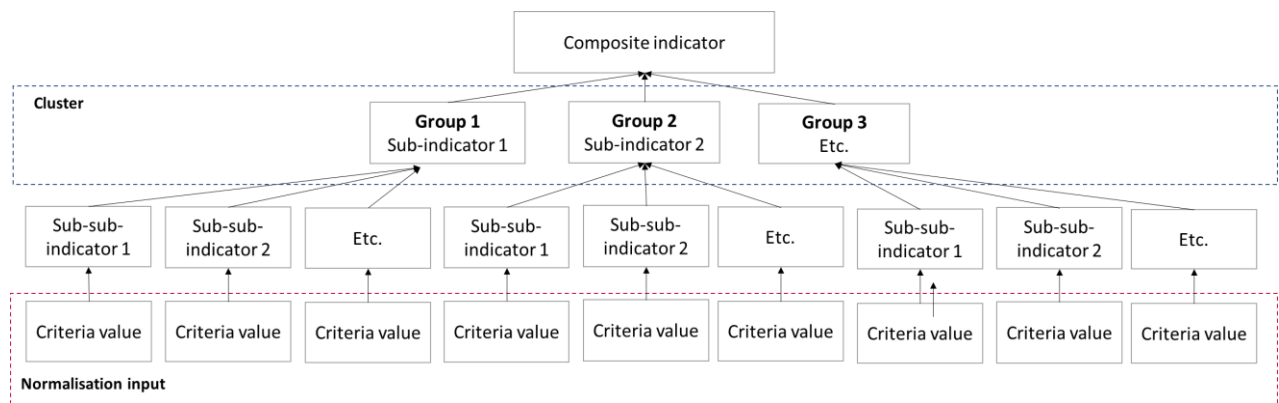 Composite indicator
Cluster
Group 1
Sub-indicator 1
Group 2
Sub-indicator 2
Group 3
Etc.
Sub-sub-
indicator 1
Sub-sub-
indicator 2
Etc.
Sub-sub-
indicator 1
Sub-sub-
indicator 2
Etc.
Sub-sub-
indicator 1
Sub-sub-
indicator 2
Etc.
Criteria value
Criteria value
Criteria value
Criteria value
Criteria value
Criteria value
Criteria value
Criteria value
Criteria value
Normalisation input